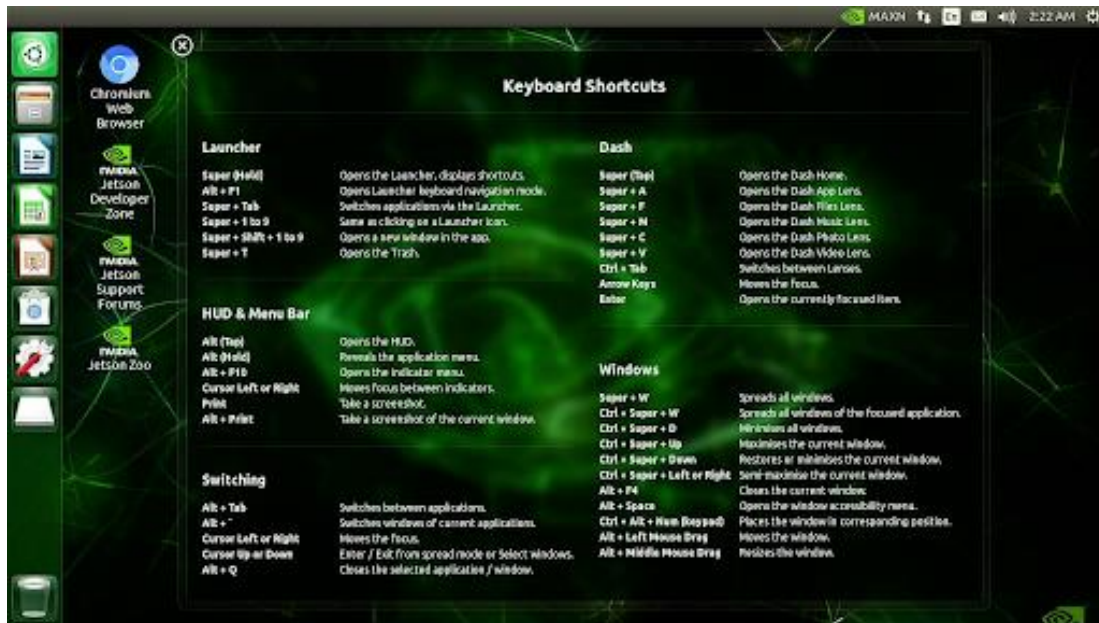 MAXN En 2:22 AM
Chromium
Web
Browser
NVIDIA
Jetson
Developer
Zone
NVIDIA
Jetson
Support
Forums
NVIDIA
Jetson Zoo
Keyboard Shortcuts
Launcher
Super (Hold) Opens the Launcher, displays shortcuts.
Alt + F1 Opens Launcher keyboard navigation mode.
Super + Tab Switches applications via the Launcher.
Super + 1 to 9 Same as clicking on a Launcher icon.
Super + Shift + 1 to 9 Opens a new window in the app.
Super + T Opens the Trash.
HUD & Menu Bar
Alt (Tap) Opens the HUD.
Alt (Hold) Reveals the application menu.
Alt + F10 Opens the indicator menu.
Cursor Left or Right Moves focus between indicators.
Print Take a screenshot.
Alt + Print Take a screenshot of the current window.
Switching
Alt + Tab Switches between applications.
Alt + ` Switches windows of current applications.
Cursor Left or Right Moves the focus.
Cursor Up or Down Enter / Exit from spread mode or Select windows.
Alt + Q Closes the selected application / window.
Dash
Super (Tap) Opens the Dash Home.
Super + A Opens the Dash App Lens.
Super + F Opens the Dash Files Lens.
Super + M Opens the Dash Music Lens.
Super + C Opens the Dash Photo Lens.
Super + V Opens the Dash Video Lens.
Ctrl + Tab Switches between Lenses.
Arrow Keys Moves the focus.
Enter Opens the currently focused item.
Windows
Super + W Spreads all windows.
Ctrl + Super + W Spreads all windows of the focused application.
Ctrl + Super + D Minimises all windows.
Ctrl + Super + Up Maximises the current window.
Ctrl + Super + Down Restores or minimises the current window.
Ctrl + Super + Left or Right Semi-maximise the current window.
Alt + F4 Closes the current window.
Alt + Space Opens the window accessibility menu.
Ctrl + Alt + Num (keypad) Places the window in corresponding position.
Alt + Left Mouse Drag Moves the window.
Alt + Middle Mouse Drag Resizes the window.